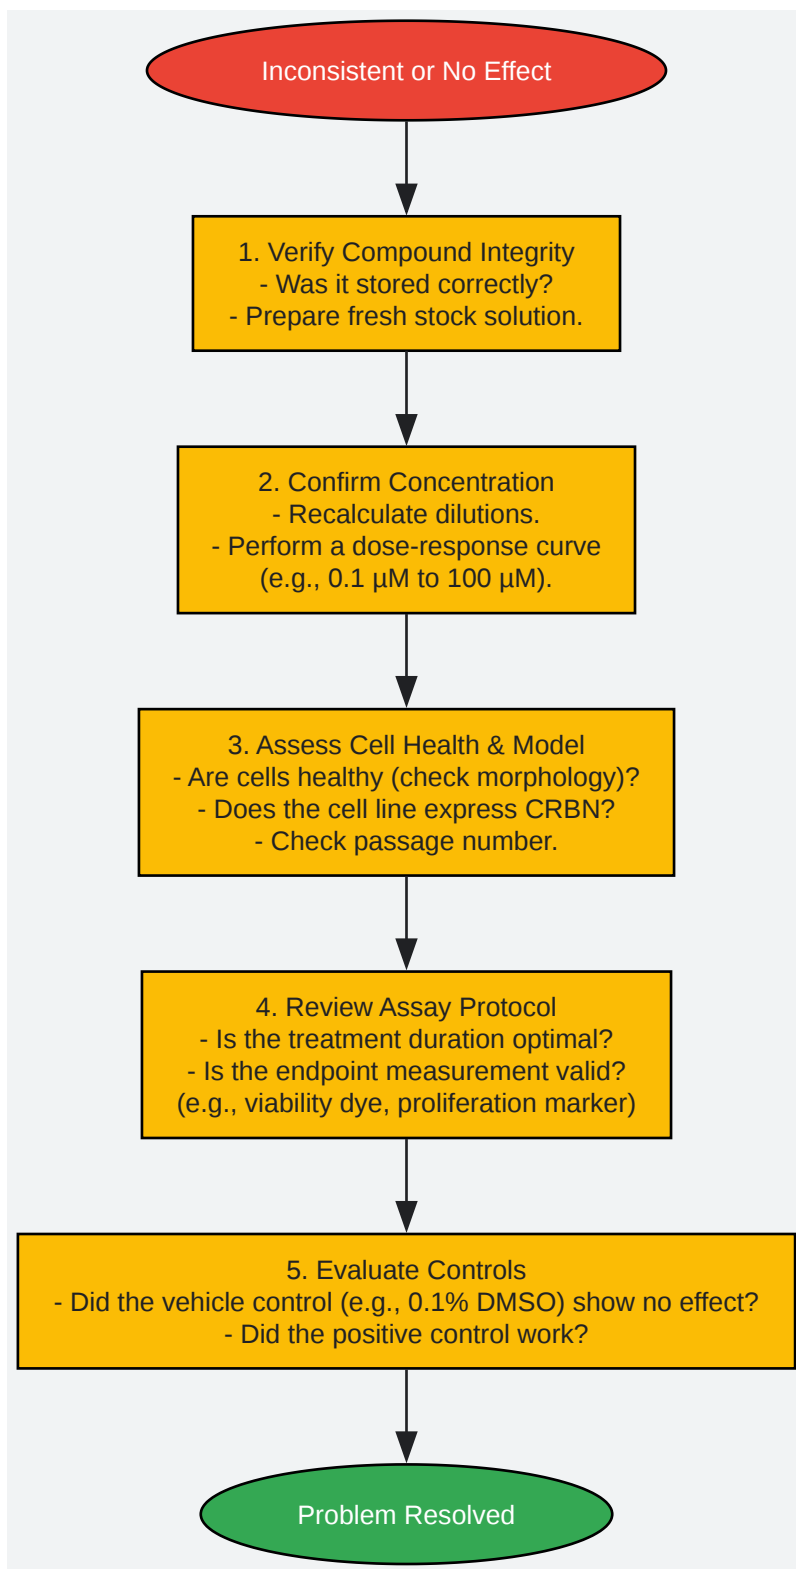 Inconsistent or No Effect
1. Verify Compound Integrity
- Was it stored correctly?
- Prepare fresh stock solution.
2. Confirm Concentration
- Recalculate dilutions.
- Perform a dose-response curve
(e.g., 0.1 µM to 100 µM).
3. Assess Cell Health & Model
- Are cells healthy (check morphology)?
- Does the cell line express CRBN?
- Check passage number.
4. Review Assay Protocol
- Is the treatment duration optimal?
- Is the endpoint measurement valid?
(e.g., viability dye, proliferation marker)
5. Evaluate Controls
- Did the vehicle control (e.g., 0.1% DMSO) show no effect?
- Did the positive control work?
Problem Resolved